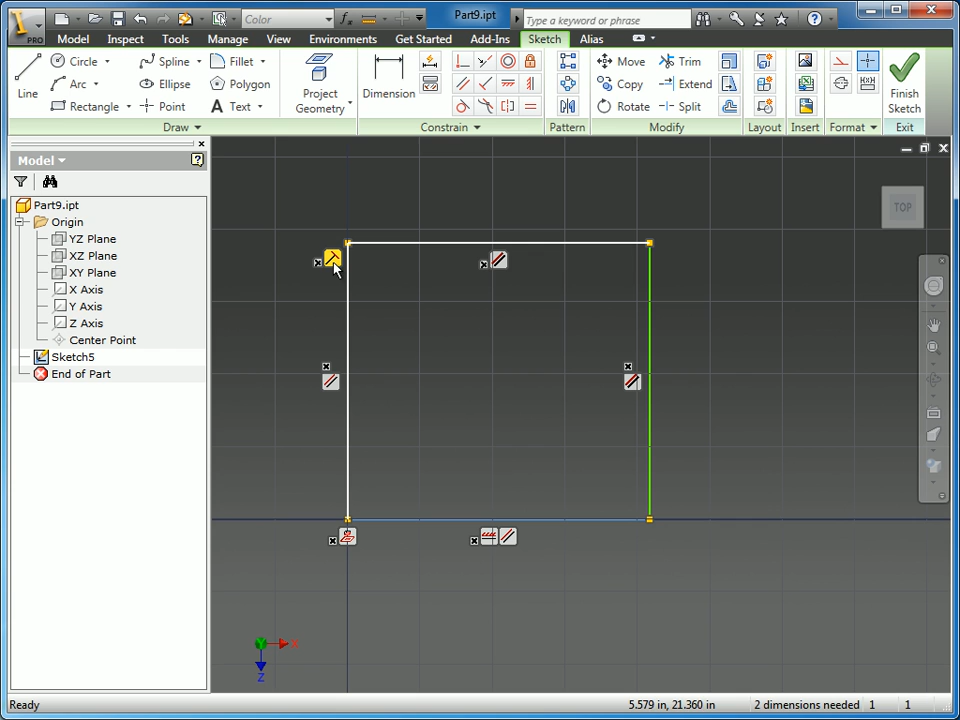 PRO
Color
Part9.ipt
Type a keyword or phrase
Model Inspect Tools Manage View Environments Get Started Add-Ins Sketch Alias
Line
Circle
Arc
Rectangle
Spline
Ellipse
Point
Fillet
Polygon
Text
Project
Geometry
Dimension
Move
Copy
Rotate
Trim
Extend
Split
Finish
Sketch
Draw Constrain Pattern Modify Layout Insert Format Exit
Model
Part9.ipt
Origin
YZ Plane
XZ Plane
XY Plane
X Axis
Y Axis
Z Axis
Center Point
Sketch5
End of Part
TOP
X
Z
Ready 5.579 in, 21.360 in 2 dimensions needed 1 1